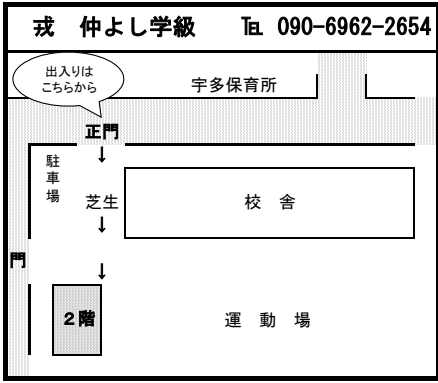 戎　仲よし学級　℡ 090-6962-2654
出入りは
こちらから
宇多保育所
正門
↓
駐車場
芝生
校　舎
↓
門
↓
２階
運　動　場